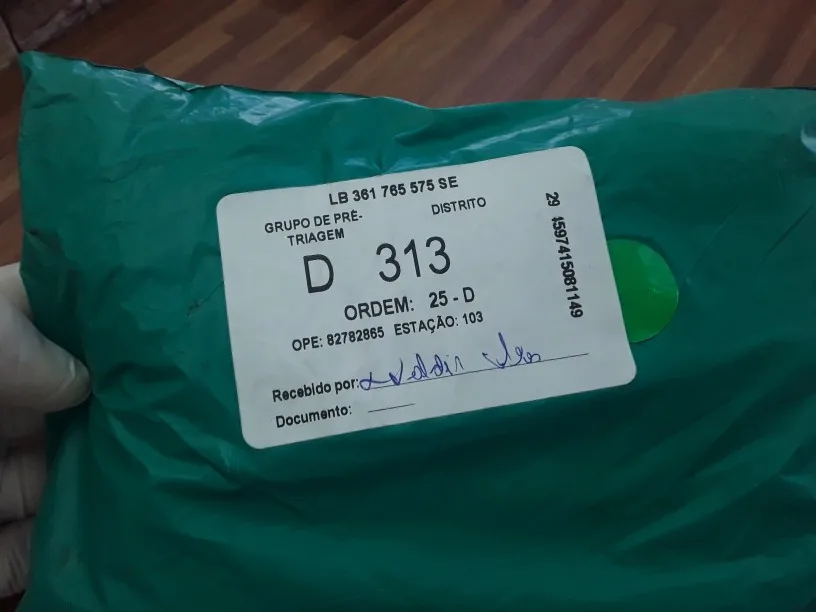 LB 361 765 575 SE
GRUPO DE PRÉ-
TRIAGEM
DISTRITO
D 313
ORDEM: 25 - D
OPE: 82782865 ESTAÇÃO: 103
Recebido por:
Documento:
29 1597415081149